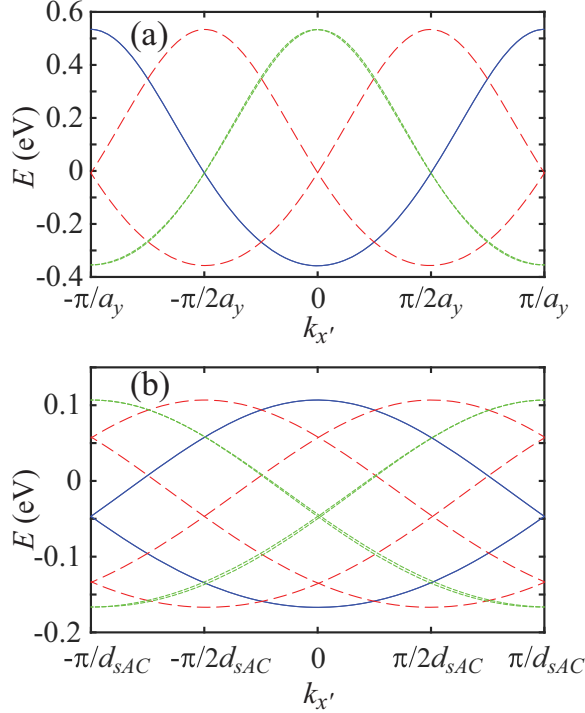 (a)
0.6
0.4
0.2
0
-0.2
-0.4
E (eV)
-π/a_y -π/2a_y 0 π/2a_y π/a_y
k_x′
(b)
0.1
0
-0.1
-0.2
E (eV)
-π/d_sAC -π/2d_sAC 0 π/2d_sAC π/d_sAC
k_x′